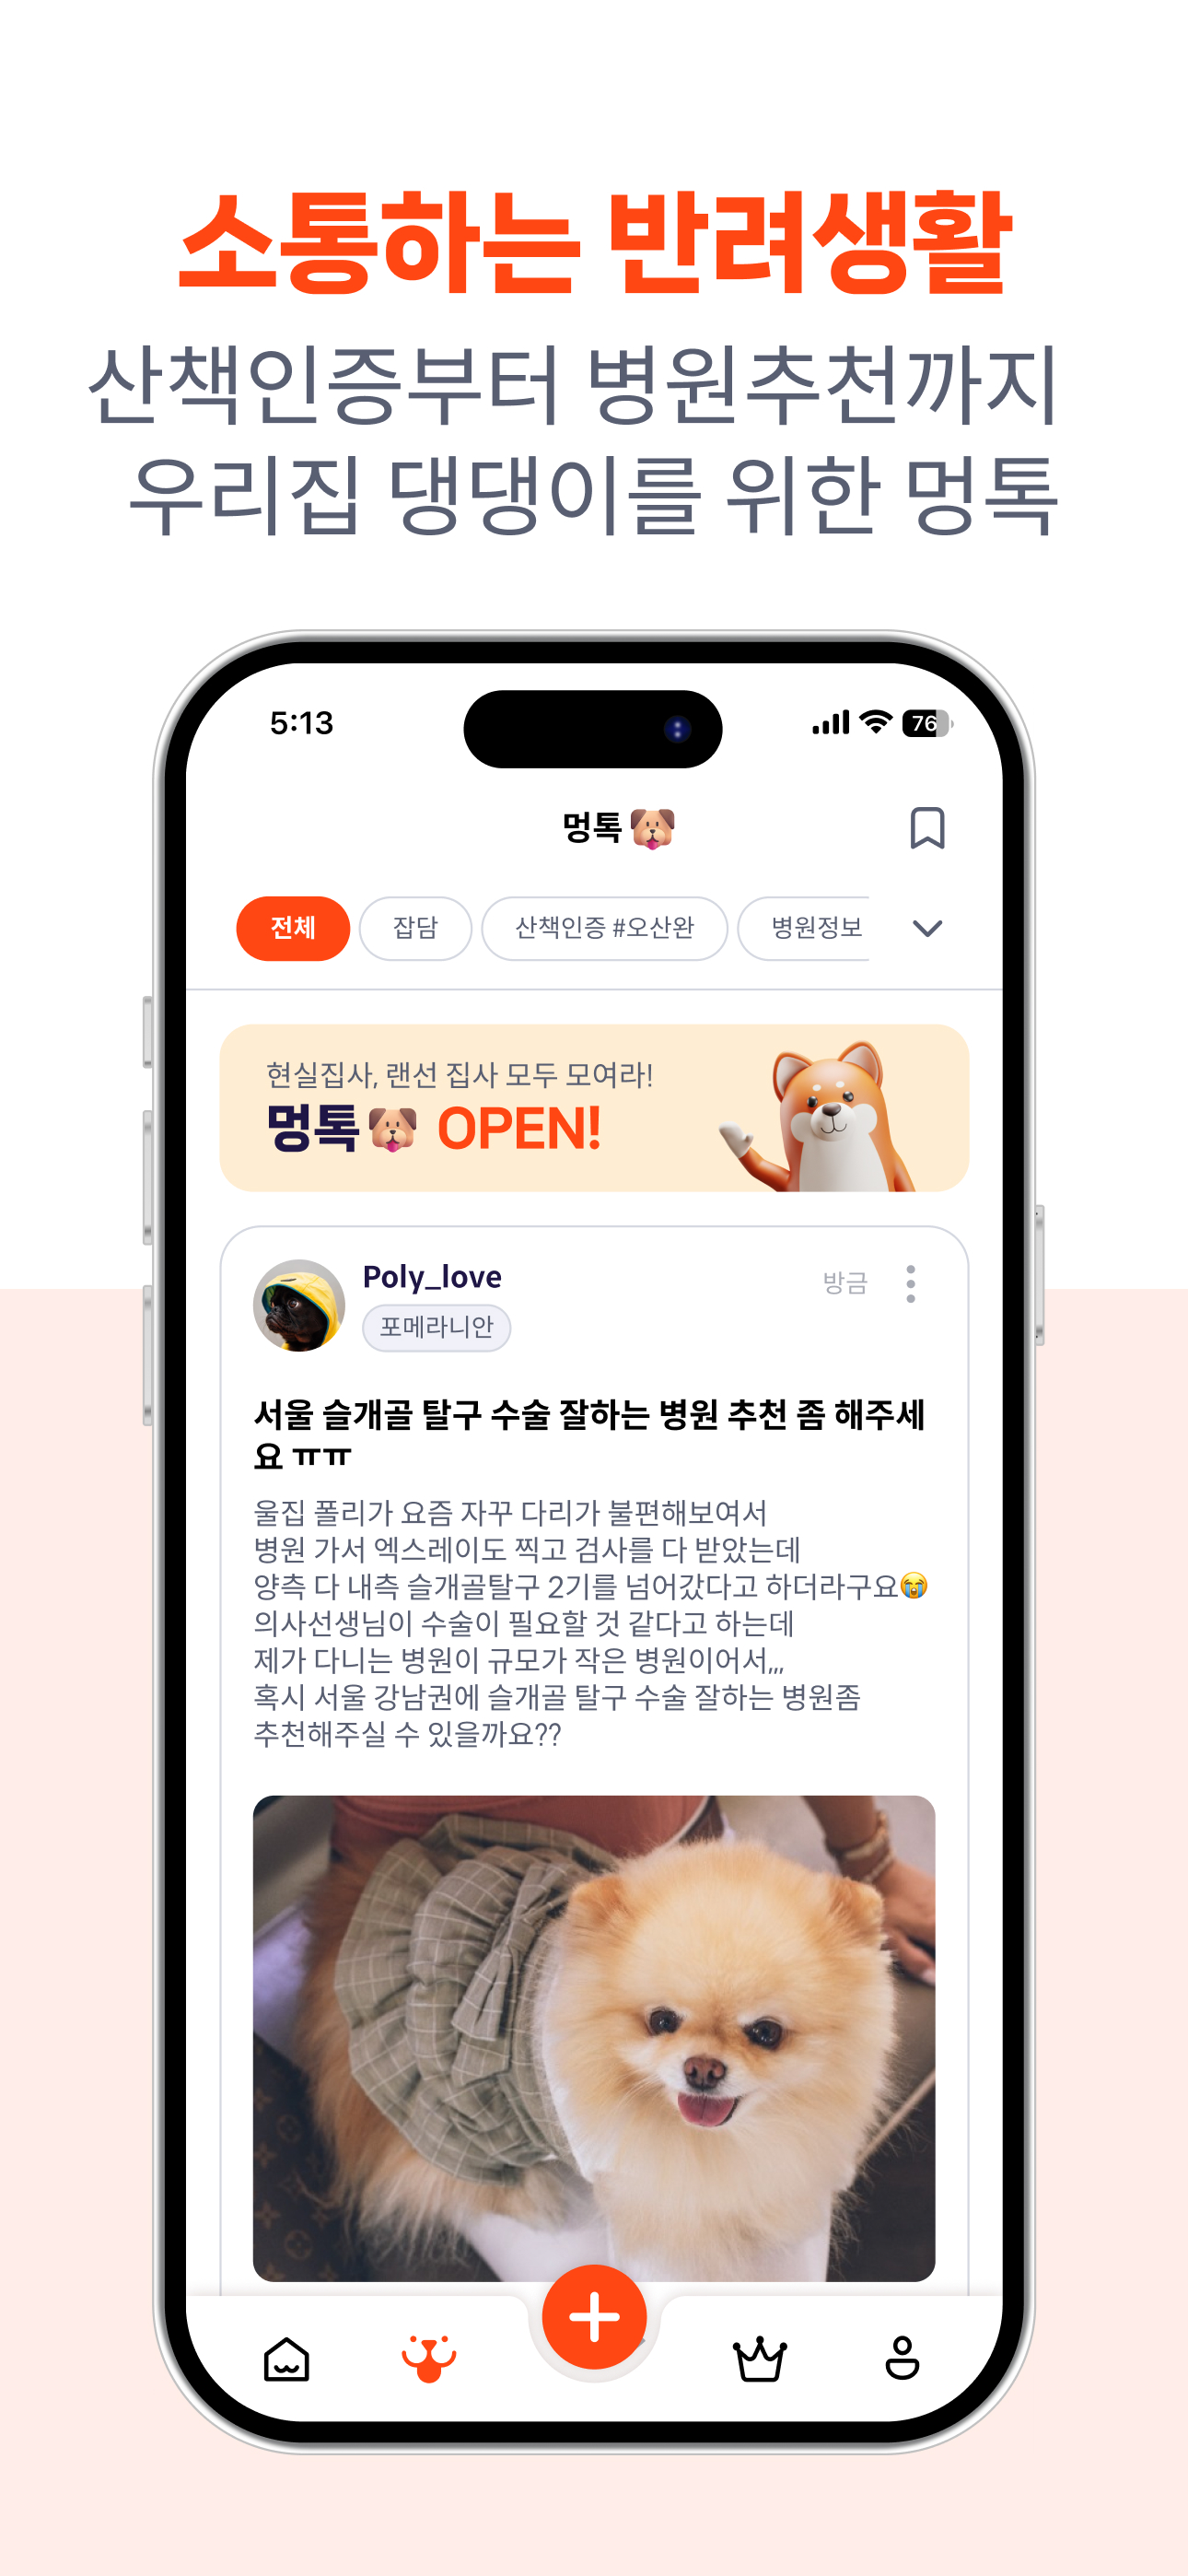 소통하는 반려생활
산책인증부터 병원추천까지
우리집 댕댕이를 위한 멍톡
5:13
76
멍톡
전체
잡담
산책인증 #오산완
병원정보
현실집사, 랜선 집사 모두 모여라!
멍톡 OPEN!
Poly_love
방금
포메라니안
서울 슬개골 탈구 수술 잘하는 병원 추천 좀 해주세
요 ㅠㅠ
울집 폴리가 요즘 자꾸 다리가 불편해보여서
병원 가서 엑스레이도 찍고 검사를 다 받았는데
양측 다 내측 슬개골탈구 2기를 넘어갔다고 하더라구요😭
의사선생님이 수술이 필요할 것 같다고 하는데
제가 다니는 병원이 규모가 작은 병원이어서,,,
혹시 서울 강남권에 슬개골 탈구 수술 잘하는 병원좀
추천해주실 수 있을까요??